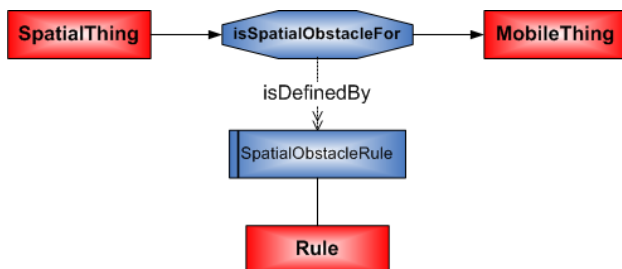 SpatialThing
isSpatialObstacleFor
MobileThing
isDefinedBy
SpatialObstacleRule
Rule